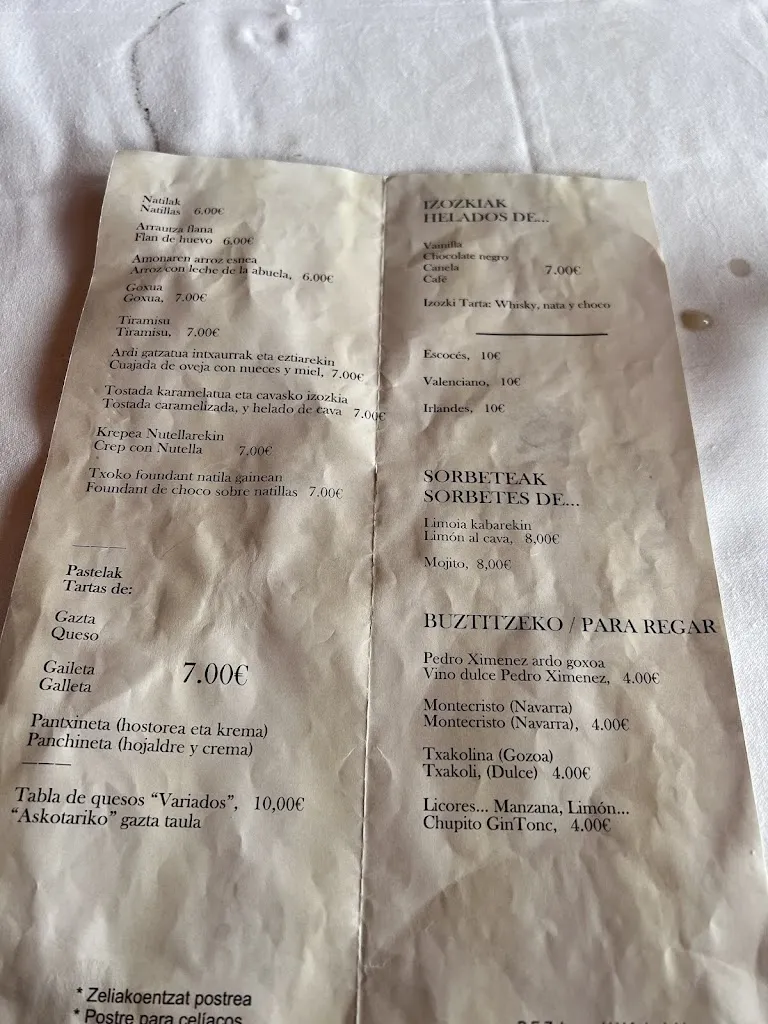 Natilak
Natillas 6.00€
Arrautza flana
Flan de huevo 6.00€
Amonaren arroz esnea
Arroz con leche de la abuela, 6.00€
Goxua
Goxua, 7.00€
Tiramisu
Tiramisu, 7.00€
Ardi gatzatua intxaurrak eta eztiarekin
Cuajada de oveja con nueces y miel, 7.00€
Tostada karamelatua eta cavasko izozkia
Tostada caramelizada, y helado de cava 7.00€
Krepea Nutellarekin
Crep con Nutella 7.00€
Txoko foundant natila gainean
Foundant de choco sobre natillas 7.00€
Pastelak
Tartas de:
Gazta
Queso
Gaileta 7.00€
Galleta
Pantxineta (hostorea eta krema)
Panchineta (hojaldre y crema)
Tabla de quesos “Variados”, 10,00€
“Askotariko” gazta taula
* Zeliakoentzat postrea
* Postre para celíacos
IZOZKIAK
HELADOS DE...
Vainilla
Chocolate negro
Canela 7.00€
Café
Izozki Tarta: Whisky, nata y choco
Escocés, 10€
Valenciano, 10€
Irlandes, 10€
SORBETEAK
SORBETES DE...
Limoia kabarekin
Limón al cava, 8,00€
Mojito, 8,00€
BUZTITZEKO / PARA REGAR
Pedro Ximenez ardo goxoa
Vino dulce Pedro Ximenez, 4.00€
Montecristo (Navarra)
Montecristo (Navarra), 4.00€
Txakolina (Gozoa)
Txakoli, (Dulce) 4.00€
Licores... Manzana, Limón...
Chupito GinTonc, 4.00€